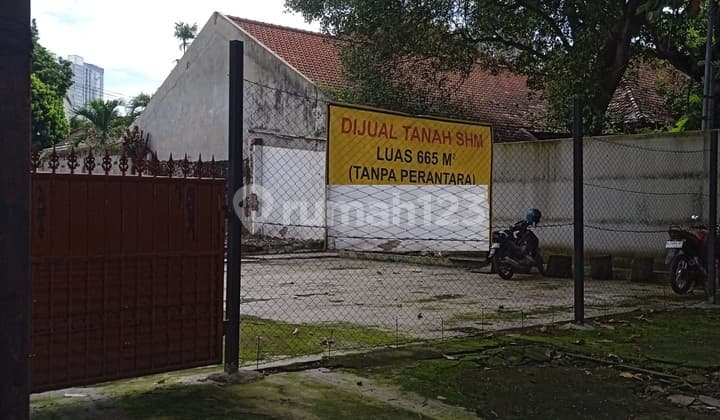 DIJUAL TANAH SHM
LUAS 665 M²
(TANPA PERANTARA)
rumah123